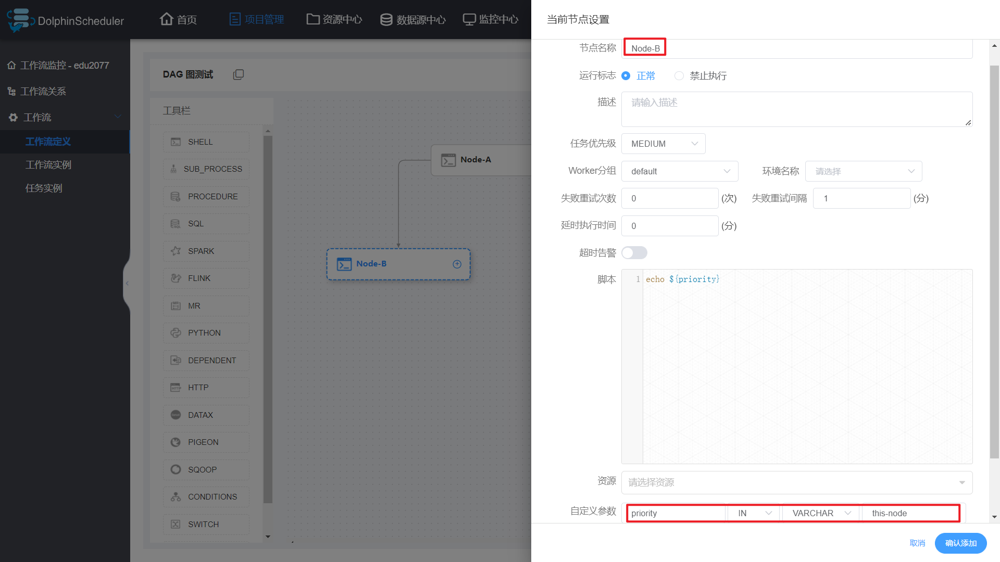 DolphinScheduler
首页
项目管理
资源中心
数据源中心
监控中心
工作流监控 - edu2077
工作流关系
工作流
工作流定义
工作流实例
任务实例
DAG 图测试
工具栏
SHELL
SUB_PROCESS
PROCEDURE
SQL
SPARK
FLINK
MR
PYTHON
DEPENDENT
HTTP
DATAX
PIGEON
SQOOP
CONDITIONS
SWITCH
Node-A
Node-B
当前节点设置
节点名称 Node-B
运行标志 正常 禁止执行
描述 请输入描述
任务优先级 MEDIUM
Worker分组 default 环境名称 请选择
失败重试次数 0 (次) 失败重试间隔 1 (分)
延时执行时间 0 (分)
超时告警
脚本 1 echo ${priority}
资源 请选择资源
自定义参数 priority IN VARCHAR this-node
取消 确认添加